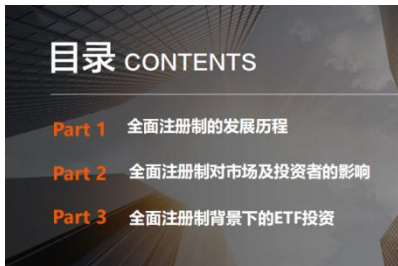 目录 CONTENTS
Part 1 全面注册制的发展历程
Part 2 全面注册制对市场及投资者的影响
Part 3 全面注册制背景下的ETF投资